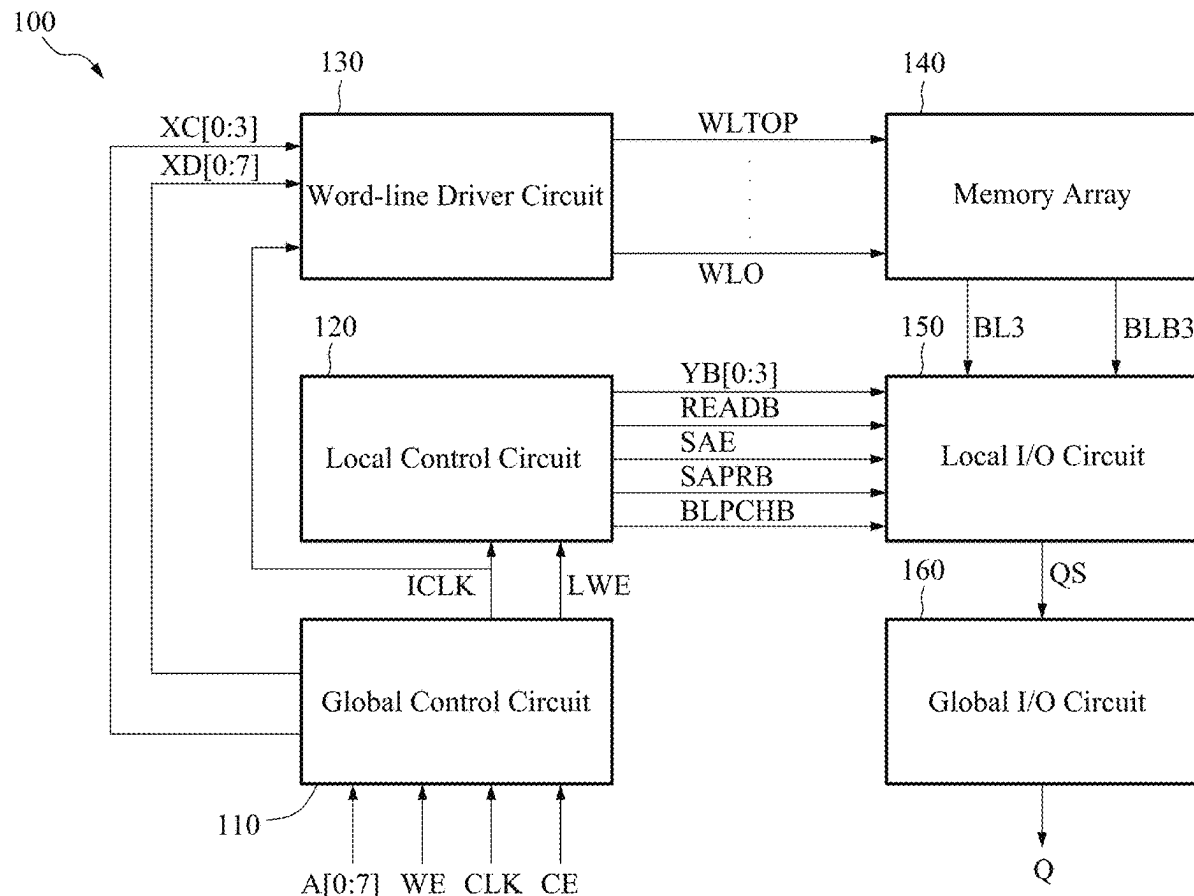 100
130
140
XC[0:3]
XD[0:7]
WLTOP
Word-line Driver Circuit
Memory Array
WLO
120
BL3
150
BLB3
YB[0:3]
READB
SAE
SAPRB
BLPCHB
Local Control Circuit
Local I/O Circuit
ICLK
LWE
160
QS
Global Control Circuit
Global I/O Circuit
110
A[0:7]
WE
CLK
CE
Q